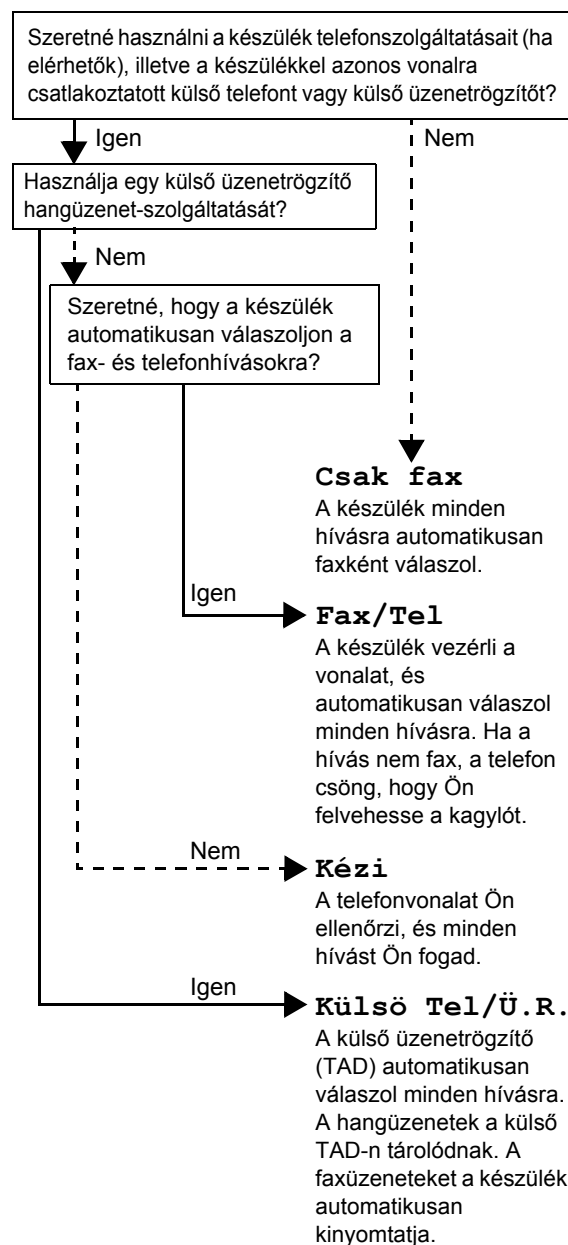 Szeretné használni a készülék telefonszolgáltatásait (ha
elérhetők), illetve a készülékkel azonos vonalra
csatlakoztatott külső telefont vagy külső üzenetrögzítőt?
Igen
Nem
Használja egy külső üzenetrögzítő
hangüzenet-szolgáltatását?
Nem
Szeretné, hogy a készülék
automatikusan válaszoljon a
fax- és telefonhívásokra?
Csak fax
A készülék minden
hívásra automatikusan
faxként válaszol.
Igen
Fax/Tel
A készülék vezérli a
vonalat, és
automatikusan válaszol
minden hívásra. Ha a
hívás nem fax, a telefon
csöng, hogy Ön
felvehesse a kagylót.
Nem
Kézi
A telefonvonalat Ön
ellenőrzi, és minden
hívást Ön fogad.
Igen
Külsö Tel/Ü.R.
A külső üzenetrögzítő
(TAD) automatikusan
válaszol minden hívásra.
A hangüzenetek a külső
TAD-n tárolódnak. A
faxüzeneteket a készülék
automatikusan
kinyomtatja.